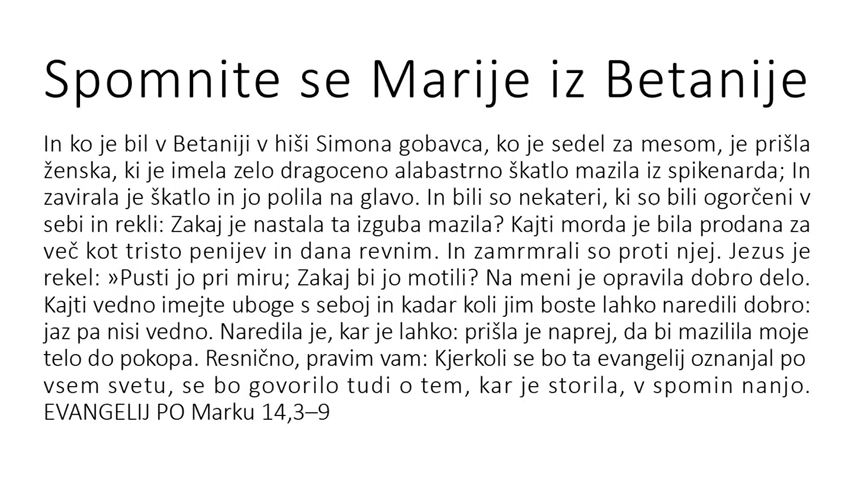 Spomnite se Marije iz Betanije
In ko je bil v Betaniji v hiši Simona gobavca, ko je sedel za mesom, je prišla
ženska, ki je imela zelo dragoceno alabastrno škatlo mazila iz spikenarda; In
zavirala je škatlo in jo polila na glavo. In bili so nekateri, ki so bili ogorčeni v
sebi in rekli: Zakaj je nastala ta izguba mazila? Kajti morda je bila prodana za
več kot tristo penijev in dana revnim. In zamrmrali so proti njej. Jezus je
rekel: »Pusti jo pri miru; Zakaj bi jo motili? Na meni je opravila dobro delo.
Kajti vedno imejte uboge s seboj in kadar koli jim boste lahko naredili dobro:
jaz pa nisi vedno. Naredila je, kar je lahko: prišla je naprej, da bi mazilila moje
telo do pokopa. Resnično, pravim vam: Kjerkoli se bo ta evangelij oznanjal po
vsem svetu, se bo govorilo tudi o tem, kar je storila, v spomin nanjo.
EVANGELIJ PO Marku 14,3–9